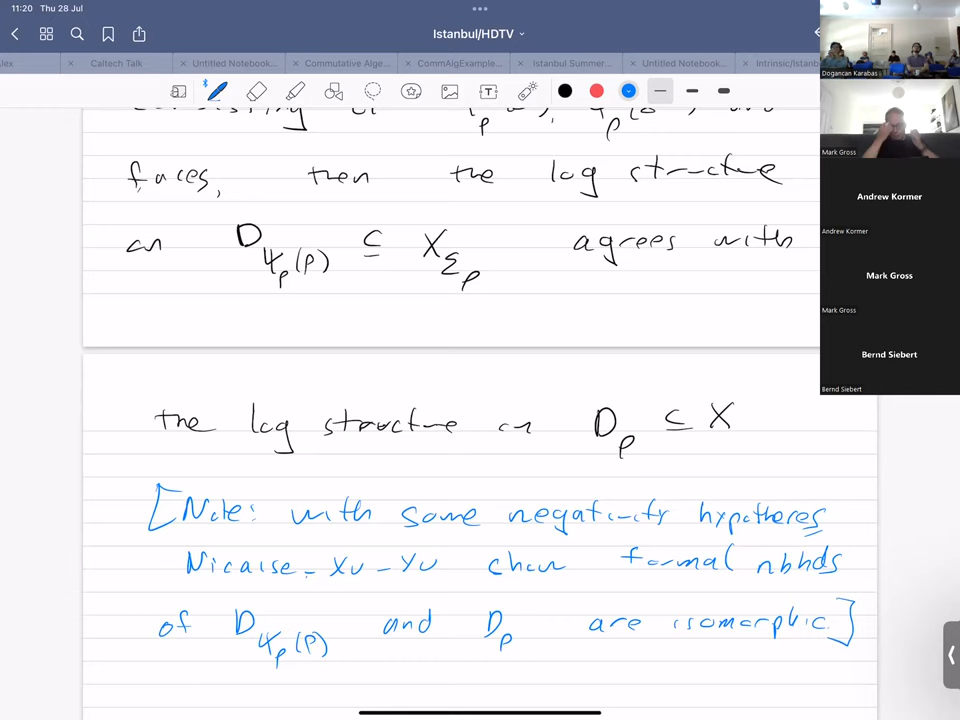 11:20 Thu 28 Jul
Istanbul/HDTV
Caltech Talk
Untitled Notebook...
Commutative Alge...
CommAlgExample...
Istanbul Summer...
Untitled Notebook...
Intrinsic/Istanb
Dogancan Karabas
Mark Gross
Andrew Kormer
Andrew Kormer
Mark Gross
Mark Gross
Bernd Siebert
Bernd Siebert
faces, then the log structure
on D_{Ψ_ρ(ρ)} ⊆ X_{Σ_ρ} agrees with
the log structure on D_ρ ⊆ X
[Note: with some negativity hypotheses
Nicaise - Xu - Yu show formal nbhds
of D_{Ψ_ρ(ρ)} and D_ρ are isomorphic.]